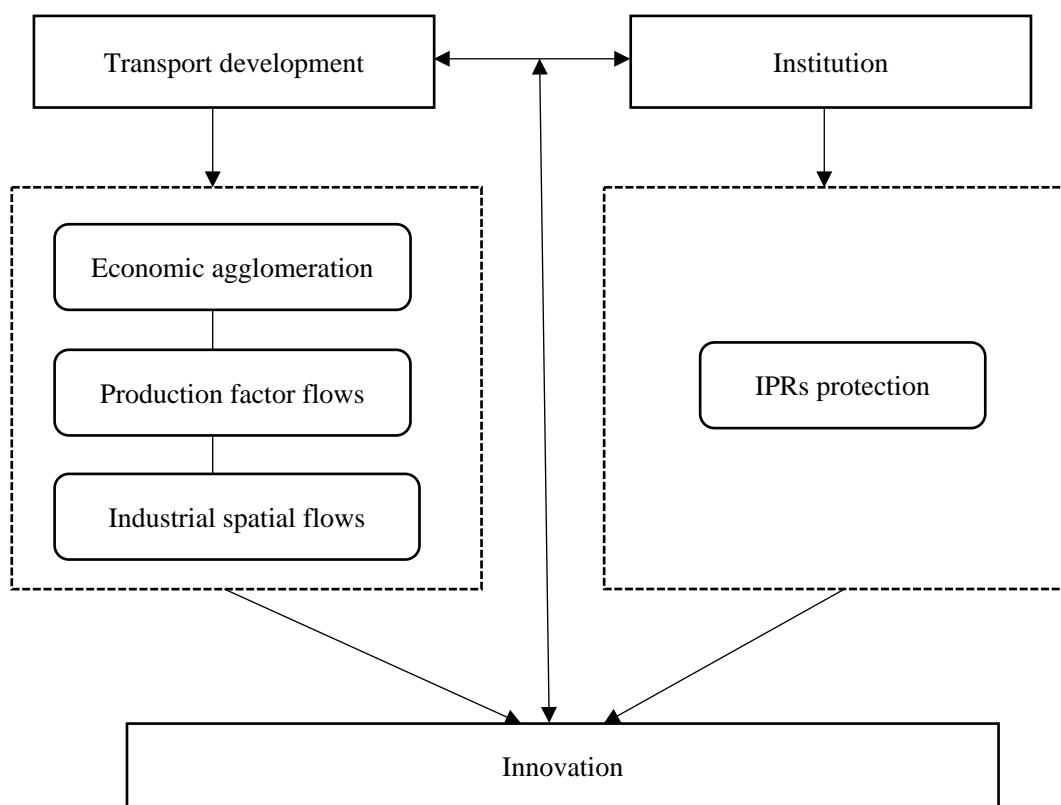 Transport development
Institution
Economic agglomeration
Production factor flows
IPRs protection
Industrial spatial flows
Innovation